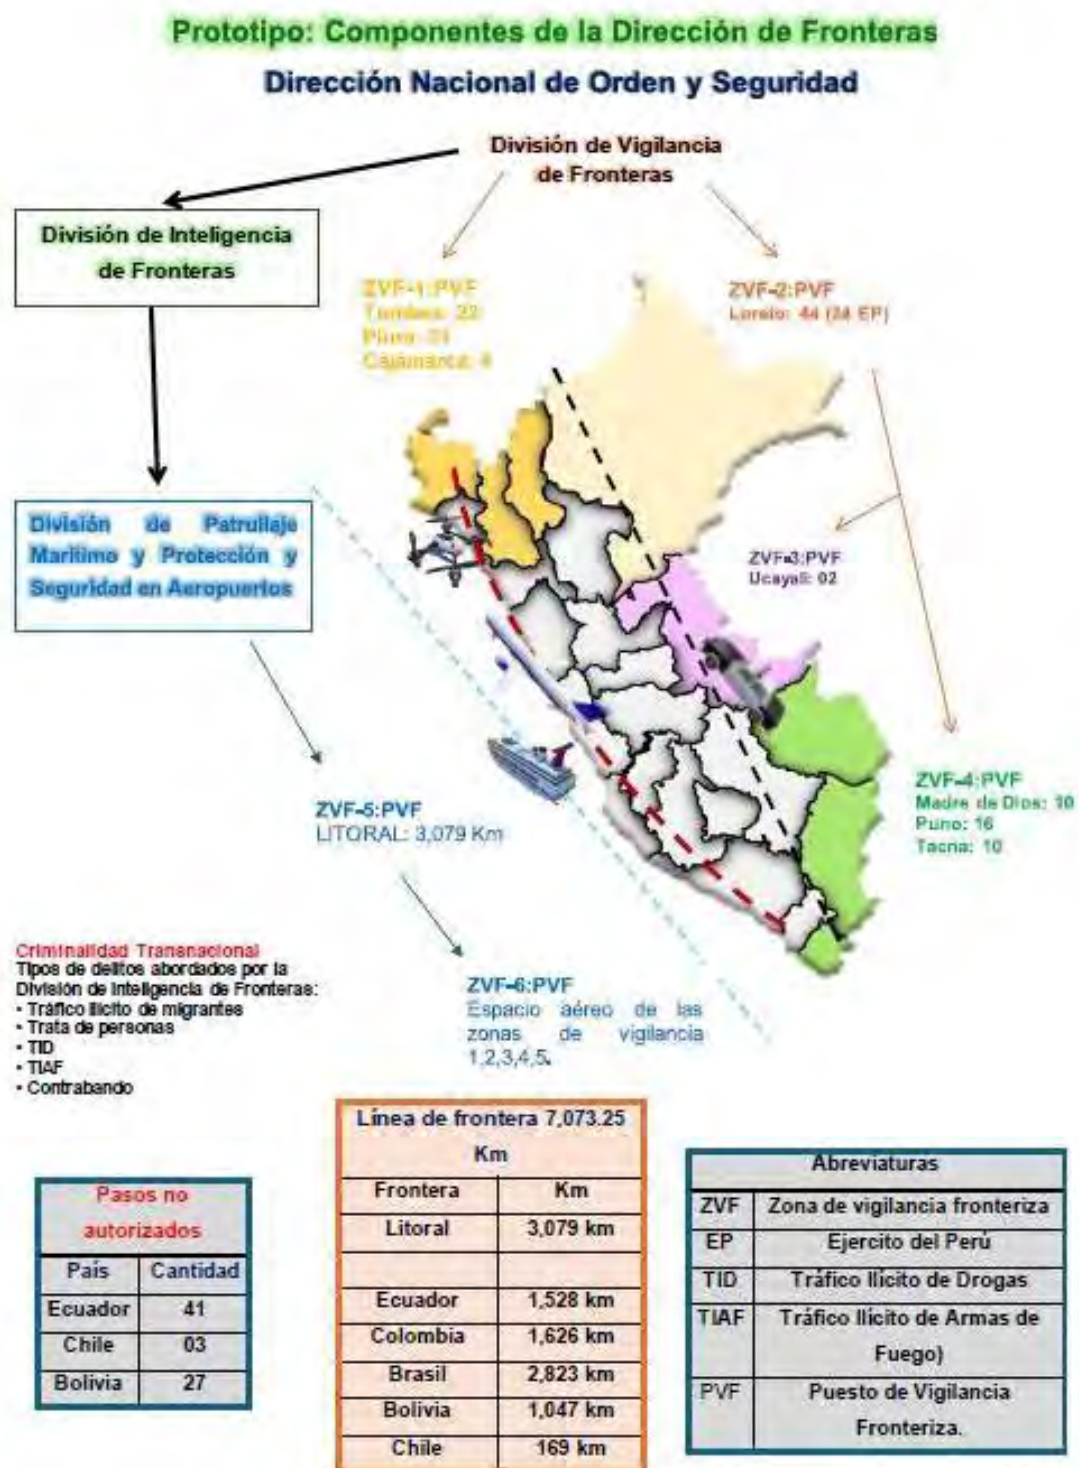 Prototipo: Componentes de la Dirección de Fronteras
Dirección Nacional de Orden y Seguridad
División de Vigilancia
de Fronteras
División de Inteligencia
de Fronteras
ZVF-1:PVF
Tumbes: 22
Piura:
Cajamarca:
ZVF-2:PVF
Loreto: 44 (24 EP)
División de Patrullaje
Marítimo y Protección y
Seguridad en Aeropuertos
ZVF-3:PVF
Ucayali: 02
ZVF-4:PVF
Madre de Dios: 10
Puno: 16
Tacna: 10
ZVF-5:PVF
LITORAL: 3,079 Km
ZVF-6:PVF
Espacio aéreo de las
zonas de vigilancia
1,2,3,4,5.
Criminalidad Transnacional
Tipos de delitos abordados por la
División de Inteligencia de Fronteras:
• Tráfico ilícito de migrantes
• Trata de personas
• TID
• TIAF
• Contrabando
Pasos no
autorizados
País Cantidad
Ecuador 41
Chile 03
Bolivia 27
Línea de frontera 7,073.25
Km
Frontera Km
Litoral 3,079 km
Ecuador 1,528 km
Colombia 1,626 km
Brasil 2,823 km
Bolivia 1,047 km
Chile 169 km
Abreviaturas
ZVF Zona de vigilancia fronteriza
EP Ejercito del Perú
TID Tráfico Ilícito de Drogas
TIAF Tráfico Ilícito de Armas de
Fuego)
PVF Puesto de Vigilancia
Fronteriza.